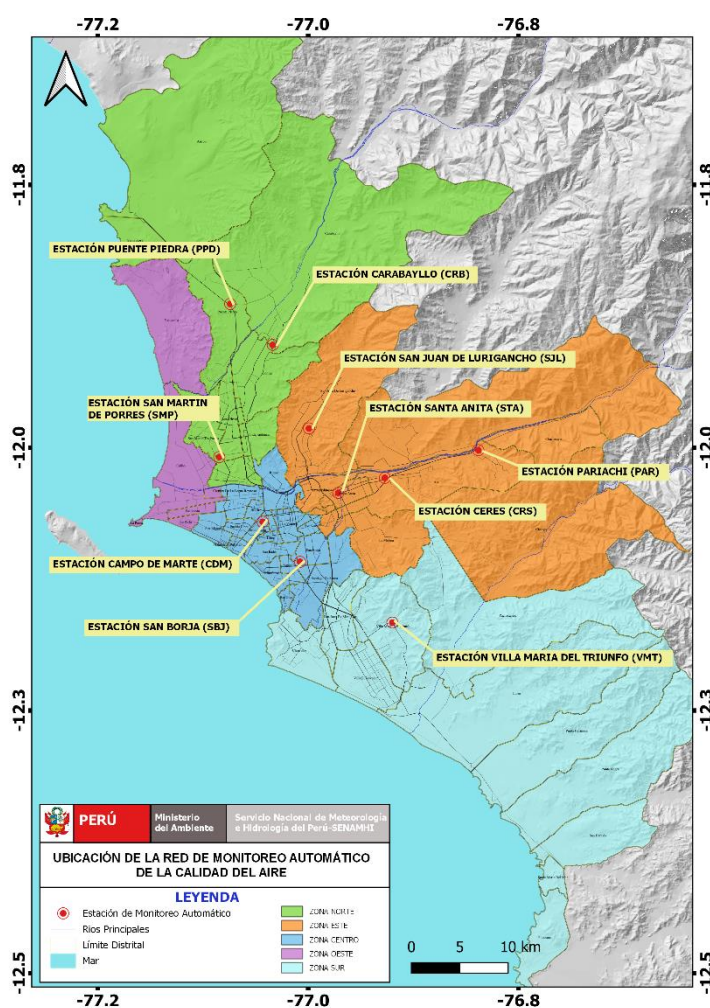 -77.2
-77.0
-76.8
-11.8
-11.8
ESTACIÓN PUENTE PIEDRA (PPD)
ESTACIÓN CARABAYLLO (CRB)
ESTACIÓN SAN JUAN DE LURIGANCHO (SJL)
ESTACIÓN SAN MARTIN
DE PORRES (SMP)
ESTACIÓN SANTA ANITA (STA)
-12.0
-12.0
ESTACIÓN PARIACHI (PAR)
ESTACIÓN CERES (CRS)
ESTACIÓN CAMPO DE MARTE (CDM)
ESTACIÓN SAN BORJA (SBJ)
ESTACIÓN VILLA MARIA DEL TRIUNFO (VMT)
-12.3
-12.3
PERÚ
Ministerio
del Ambiente
Servicio Nacional de Meteorología
e Hidrología del Perú-SENAMHI
UBICACIÓN DE LA RED DE MONITOREO AUTOMÁTICO
DE LA CALIDAD DEL AIRE
LEYENDA
Estación de Monitoreo Automático
Rios Principales
Límite Distrital
Mar
ZONA NORTE
ZONA ESTE
ZONA CENTRO
ZONA OESTE
ZONA SUR
0 5 10 km
-12.5
-12.5
-77.2
-77.0
-76.8